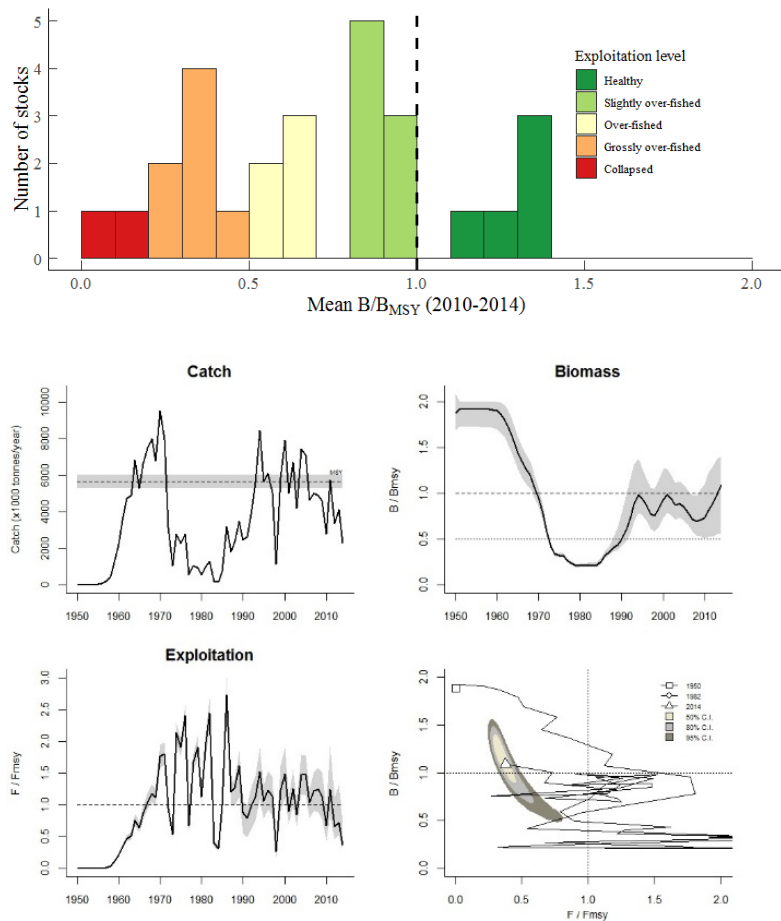 5
4
3
2
1
0
Number of stocks
Exploitation level
Healthy
Slightly over-fished
Over-fished
Grossly over-fished
Collapsed
0.0 0.5 1.0 1.5 2.0
Mean B/BMSY (2010-2014)
Catch
Catch (x1000 tonnes/year)
0 2000 4000 6000 8000 10000
MSY
1950 1960 1970 1980 1990 2000 2010
Biomass
B / Bmsy
0.0 0.5 1.0 1.5 2.0
1950 1960 1970 1980 1990 2000 2010
Exploitation
F / Fmsy
0.0 0.5 1.0 1.5 2.0 2.5 3.0
1950 1960 1970 1980 1990 2000 2010
B / Bmsy
0.0 0.5 1.0 1.5 2.0
1950
1982
2014
50% C.I.
80% C.I.
95% C.I.
0.0 0.5 1.0 1.5 2.0
F / Fmsy